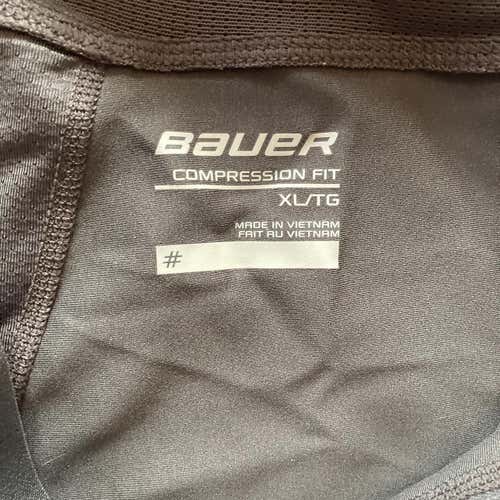 BAUER
COMPRESSION FIT
XL/TG
MADE IN VIETNAM
FAIT AU VIETNAM
#